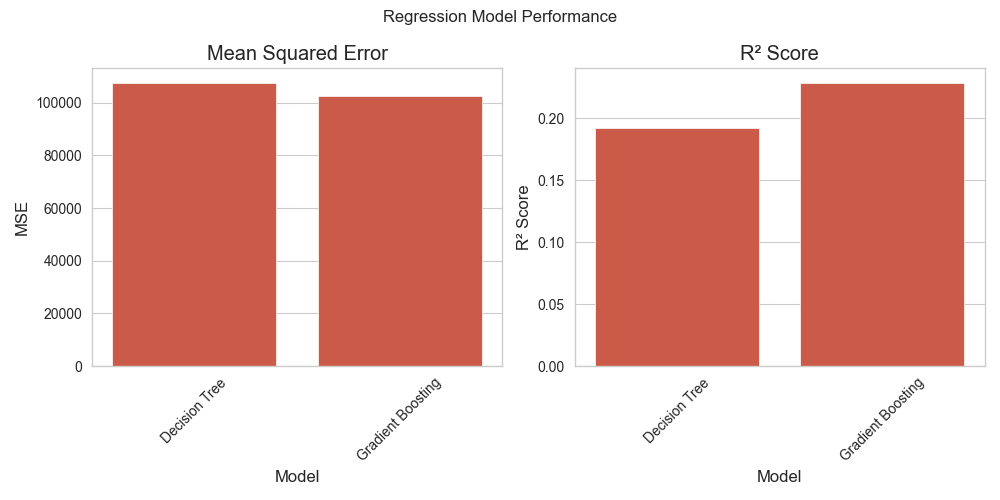 Regression Model Performance
Mean Squared Error
MSE
100000
80000
60000
40000
20000
0
Decision Tree
Gradient Boosting
Model
R² Score
R² Score
0.20
0.15
0.10
0.05
0.00
Decision Tree
Gradient Boosting
Model